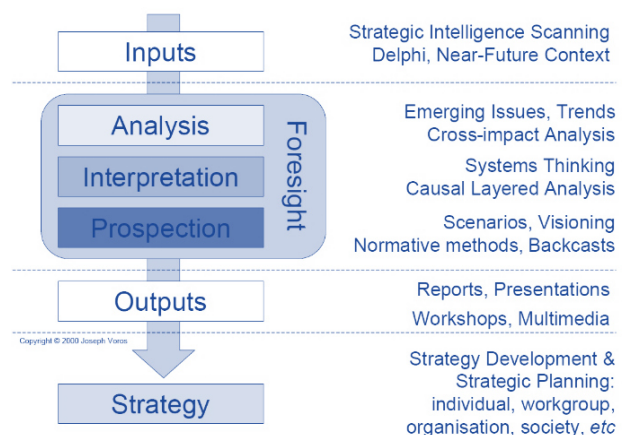 Inputs
Strategic Intelligence Scanning
Delphi, Near-Future Context
Foresight
Analysis
Emerging Issues, Trends
Cross-impact Analysis
Interpretation
Systems Thinking
Causal Layered Analysis
Prospection
Scenarios, Visioning
Normative methods, Backcasts
Outputs
Reports, Presentations
Workshops, Multimedia
Copyright © 2000 Joseph Voros
Strategy
Strategy Development &
Strategic Planning:
individual, workgroup,
organisation, society, etc